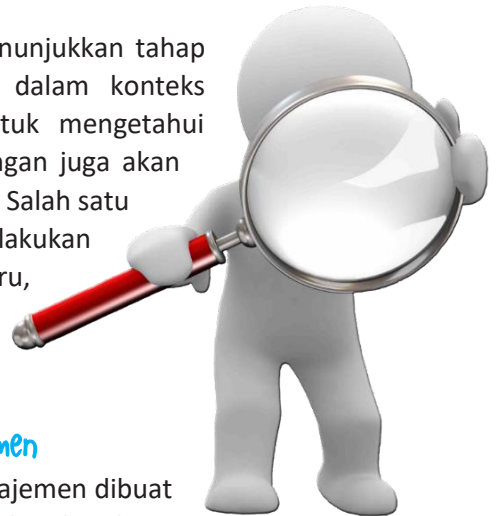 nunjukkan tahap
dalam konteks
tuk mengetahui
ngan juga akan
Salah satu
lakukan
ru,
men
ajemen dibuat